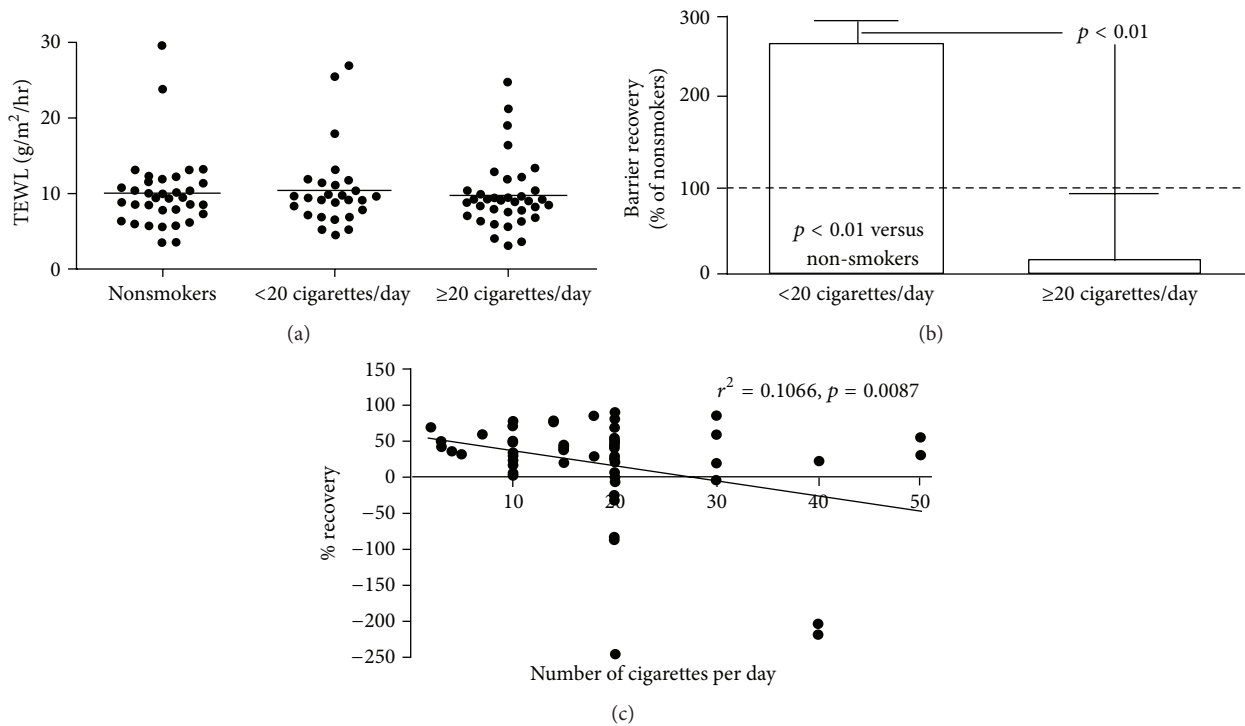 30
20
10
0
TEWL (g/m²/hr)
Nonsmokers
<20 cigarettes/day
≥20 cigarettes/day
(a)
300
200
100
0
Barrier recovery
(% of nonsmokers)
p < 0.01
p < 0.01 versus
non-smokers
<20 cigarettes/day
≥20 cigarettes/day
(b)
150
100
50
0
−50
−100
−150
−200
−250
% recovery
r² = 0.1066, p = 0.0087
10
20
30
40
50
Number of cigarettes per day
(c)